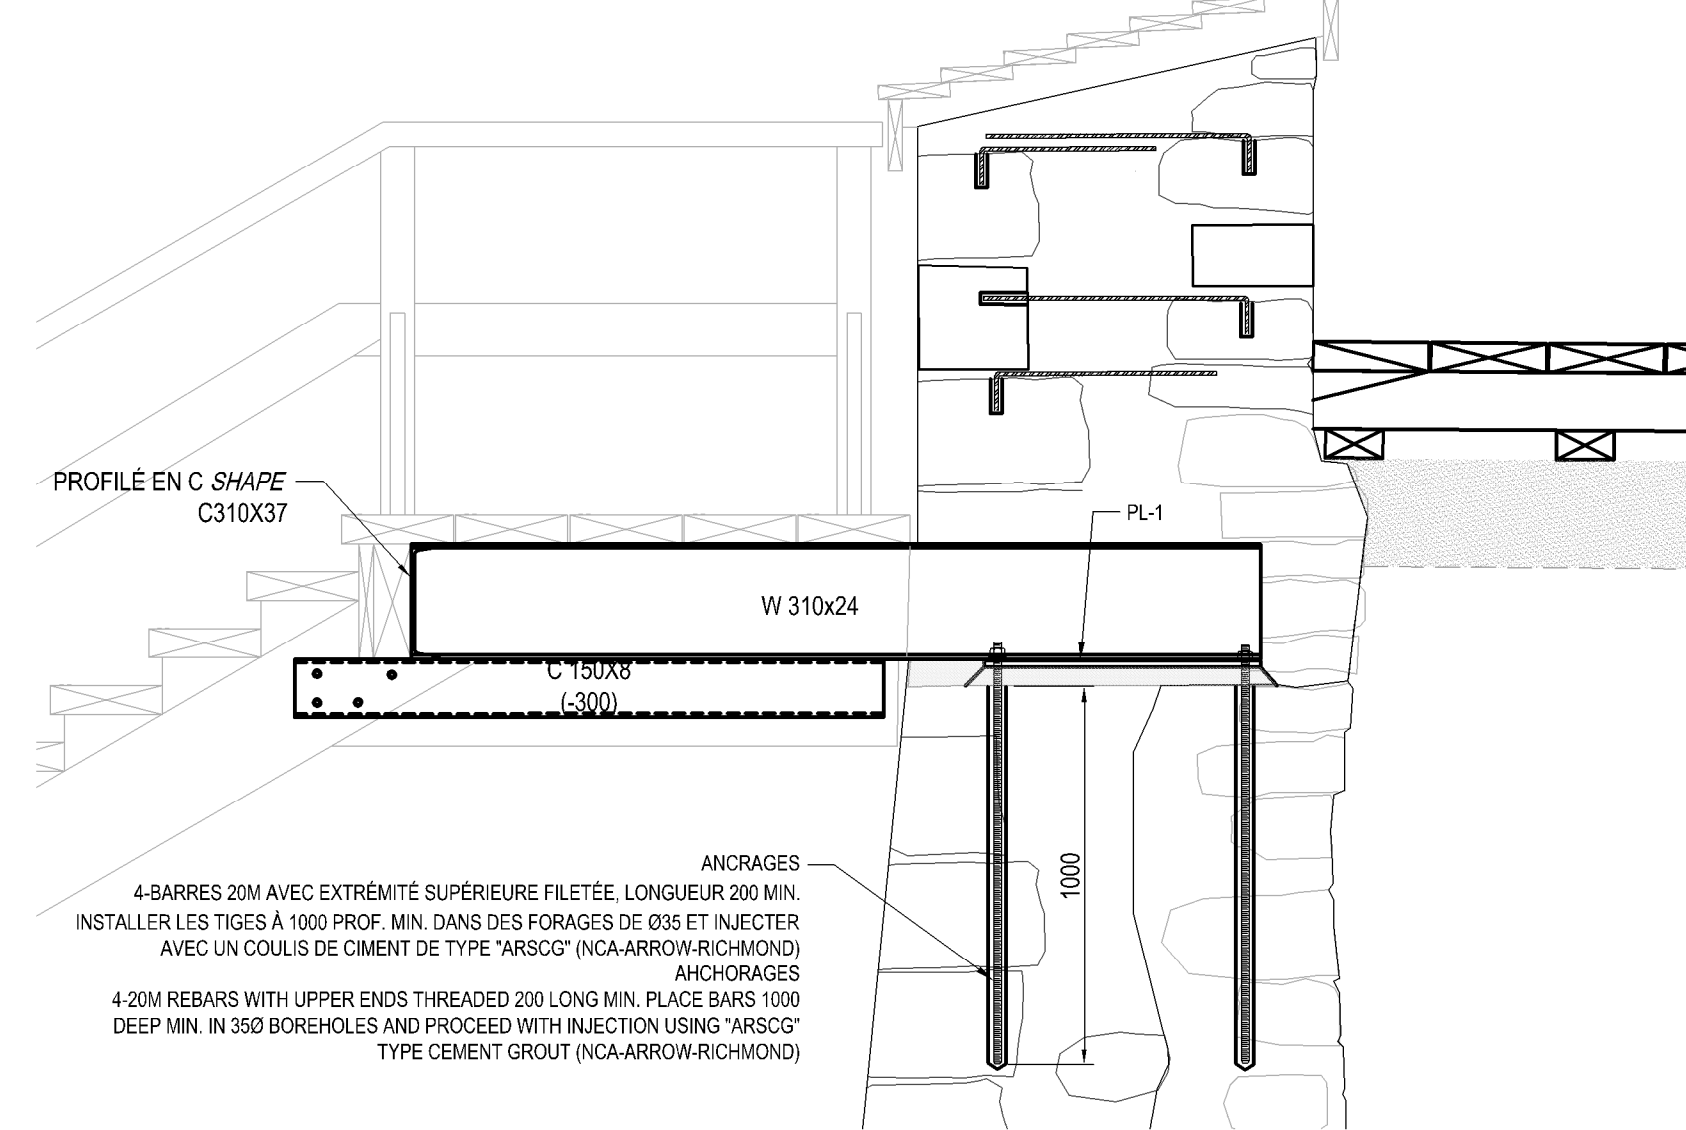 PROFILÉ EN C SHAPE
C310X37
PL-1
W 310x24
C 150X8
(-300)
1000
ANCRAGES
4-BARRES 20M AVEC EXTRÉMITÉ SUPÉRIEURE FILETÉE, LONGUEUR 200 MIN.
INSTALLER LES TIGES À 1000 PROF. MIN. DANS DES FORAGES DE Ø35 ET INJECTER
AVEC UN COULIS DE CIMENT DE TYPE "ARSCG" (NCA-ARROW-RICHMOND)
AHCHORAGES
4-20M REBARS WITH UPPER ENDS THREADED 200 LONG MIN. PLACE BARS 1000
DEEP MIN. IN 35Ø BOREHOLES AND PROCEED WITH INJECTION USING "ARSCG"
TYPE CEMENT GROUT (NCA-ARROW-RICHMOND)